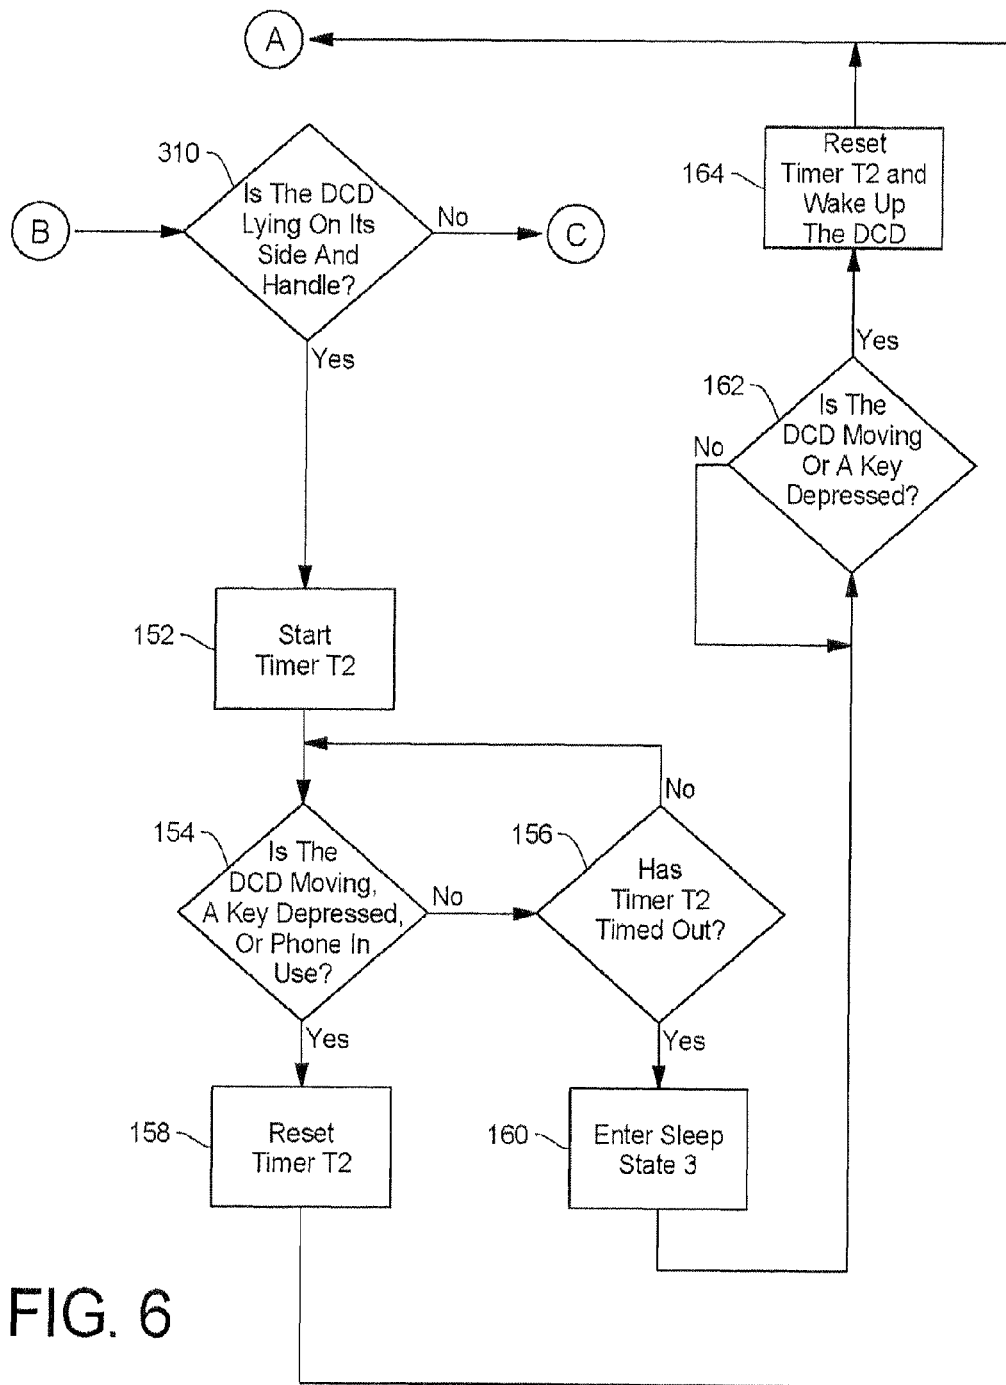 A
310
Is The DCD
Lying On Its
Side And
Handle?
B
No
C
Yes
Reset
Timer T2 and
Wake Up
The DCD
164
Yes
162
Is The
DCD Moving
Or A Key
Depressed?
No
152
Start
Timer T2
154
Is The
DCD Moving,
A Key Depressed,
Or Phone In
Use?
No
156
Has
Timer T2
Timed Out?
No
Yes
Yes
158
Reset
Timer T2
160
Enter Sleep
State 3
FIG. 6